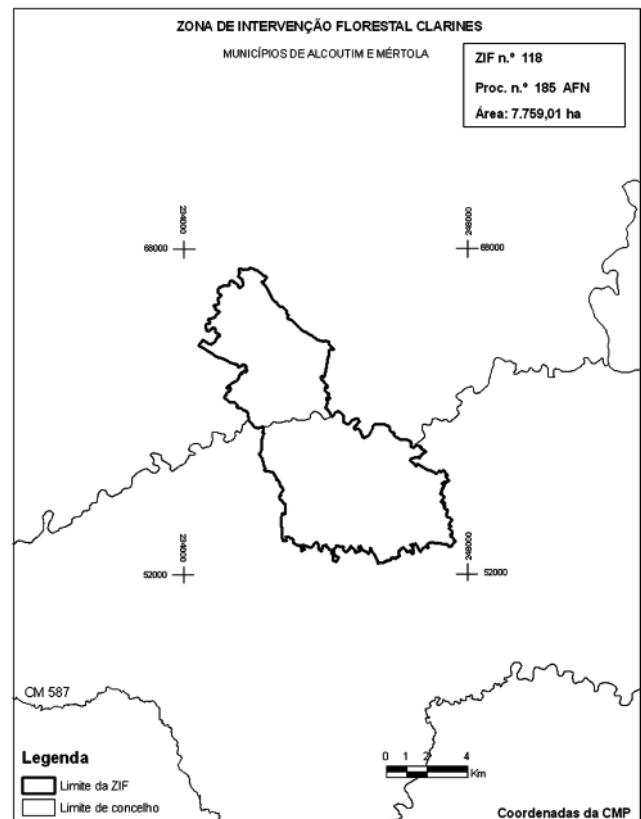 ZONA DE INTERVENÇÃO FLORESTAL CLARINES
MUNICÍPIOS DE ALCOUTIM E MÉRTOLA
ZIF n.º 118
Proc. n.º 185 AFN
Área: 7.759,01 ha
234000
248000
68000
68000
234000
248000
52000
52000
CM 587
Legenda
Limite da ZIF
Limite de concelho
0 1 2 4
Km
Coordenadas da CMP